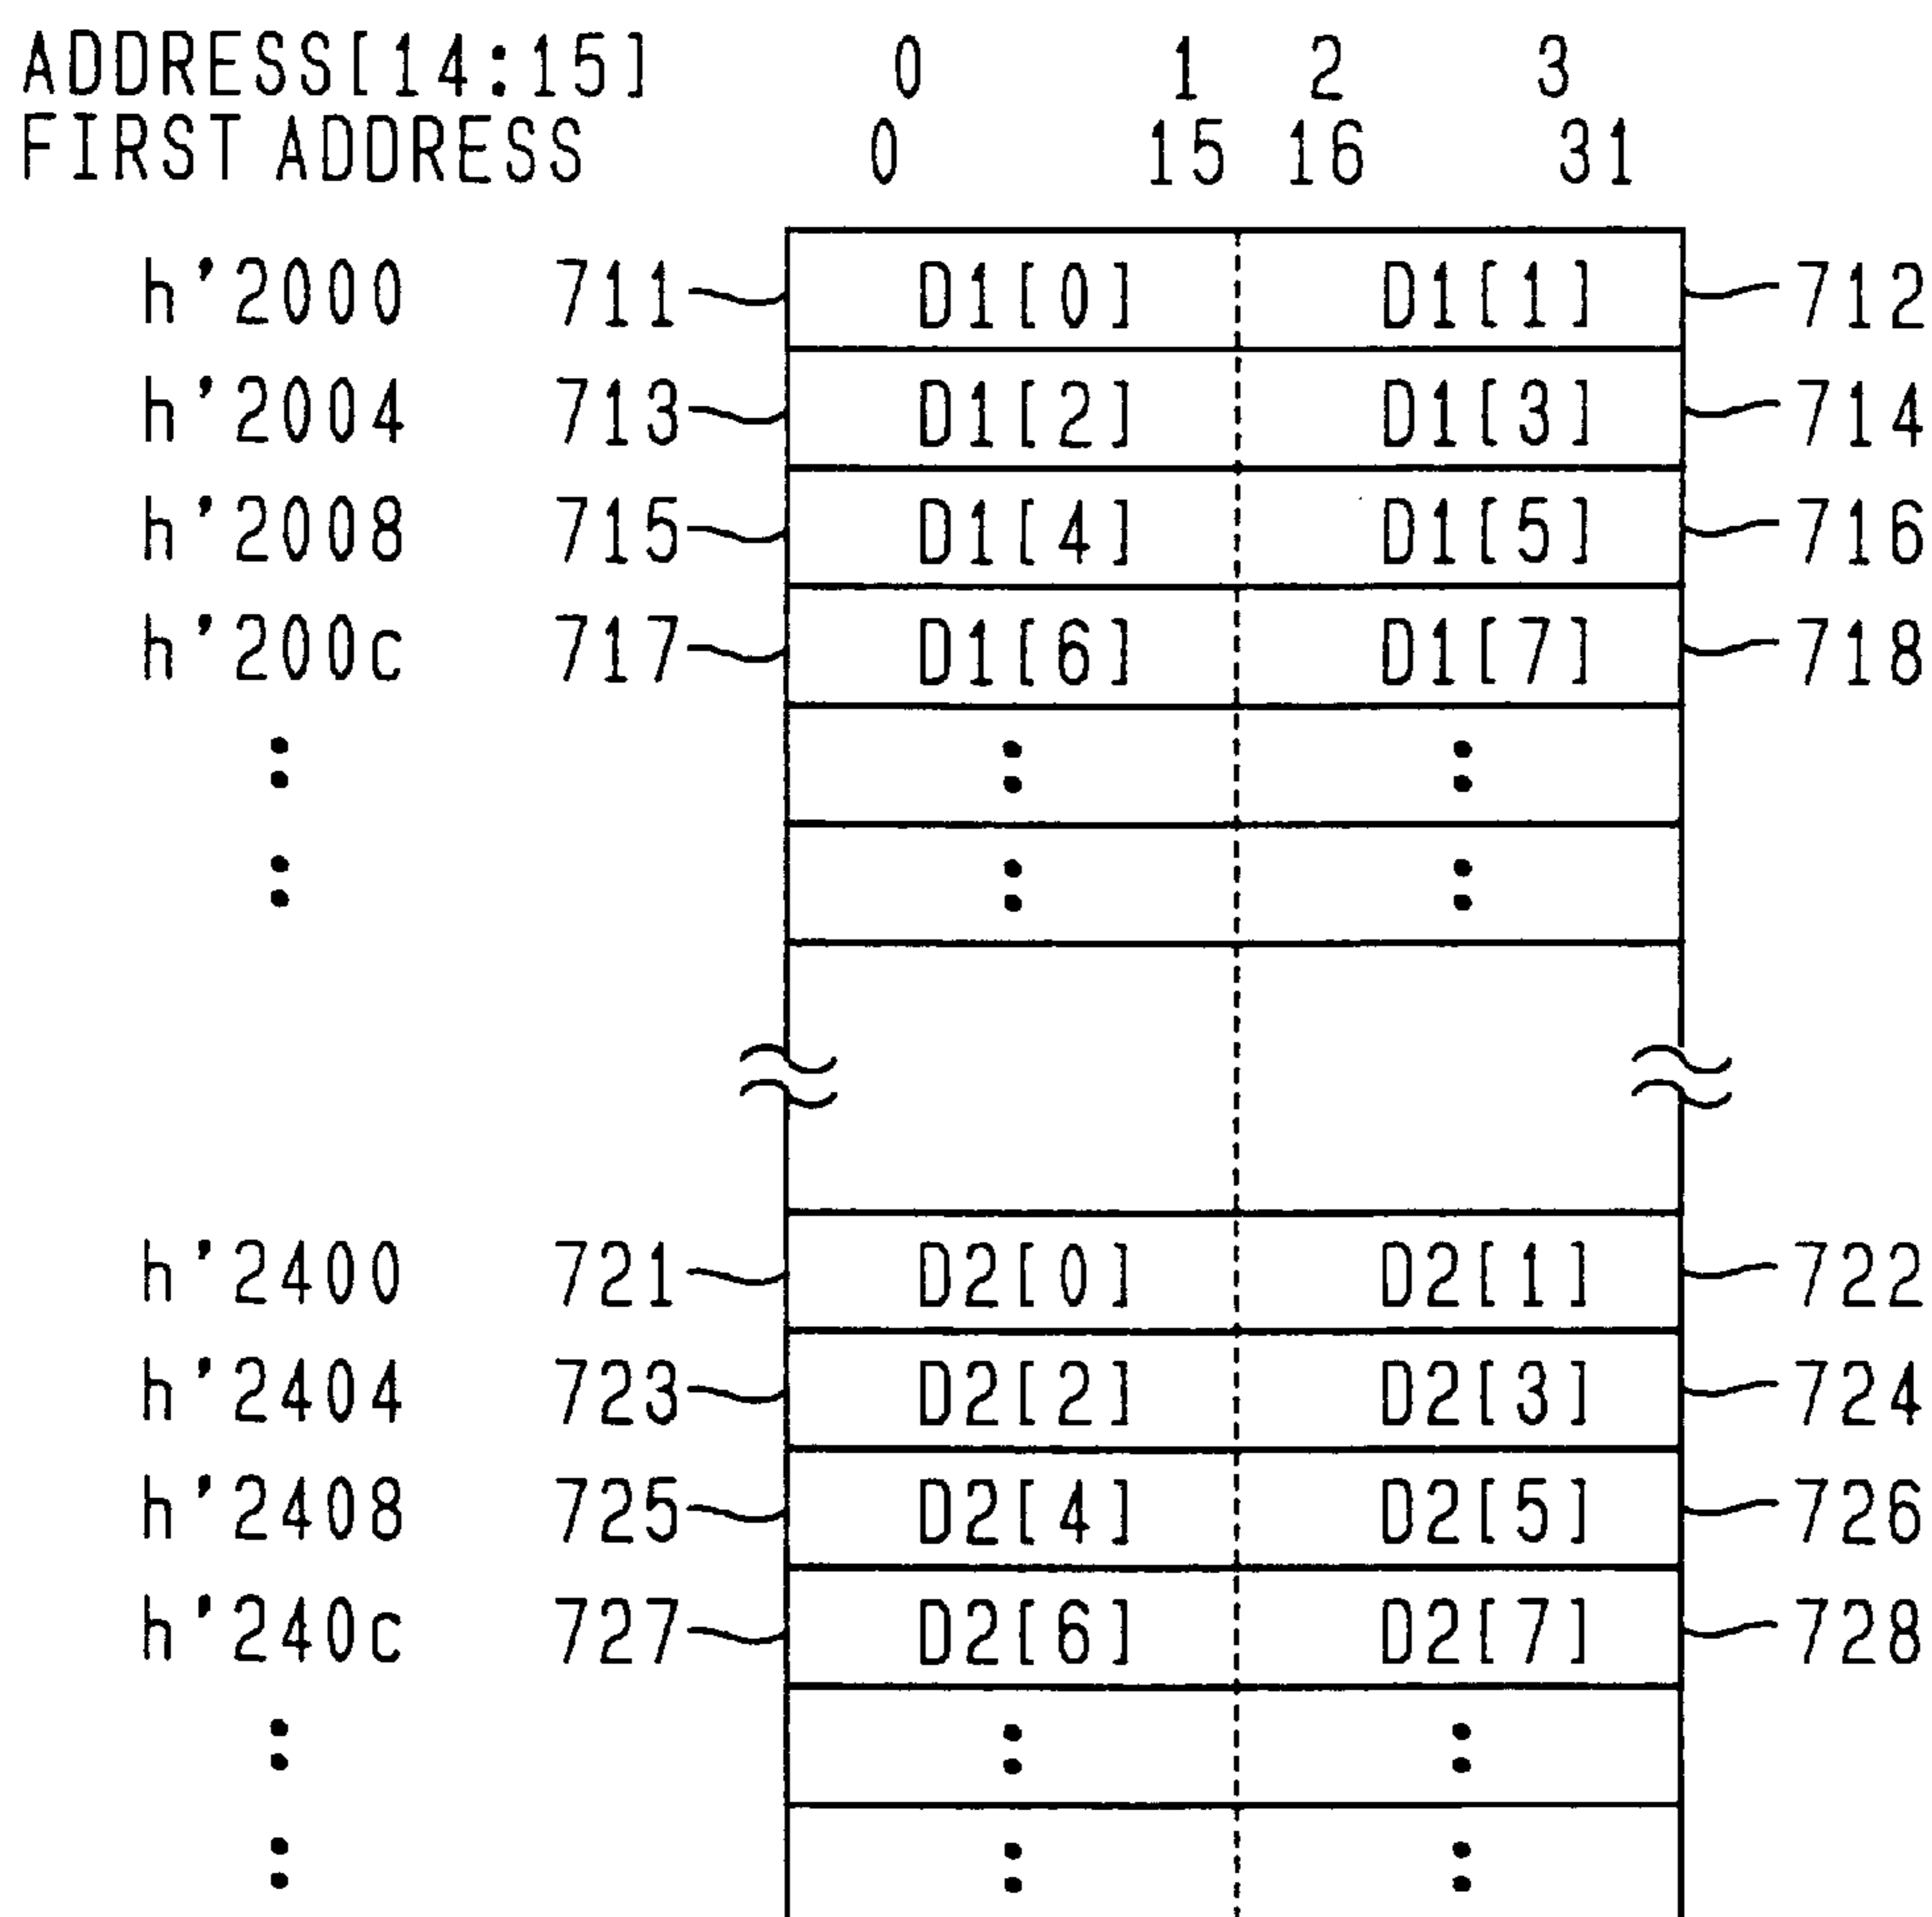 ADDRESS[14:15] 0 1 2 3
FIRST ADDRESS 0 15 16 31
h'2000 711 D1[0] D1[1] 712
h'2004 713 D1[2] D1[3] 714
h'2008 715 D1[4] D1[5] 716
h'200c 717 D1[6] D1[7] 718
: : :
: : :
h'2400 721 D2[0] D2[1] 722
h'2404 723 D2[2] D2[3] 724
h'2408 725 D2[4] D2[5] 726
h'240c 727 D2[6] D2[7] 728
: : :
: : :